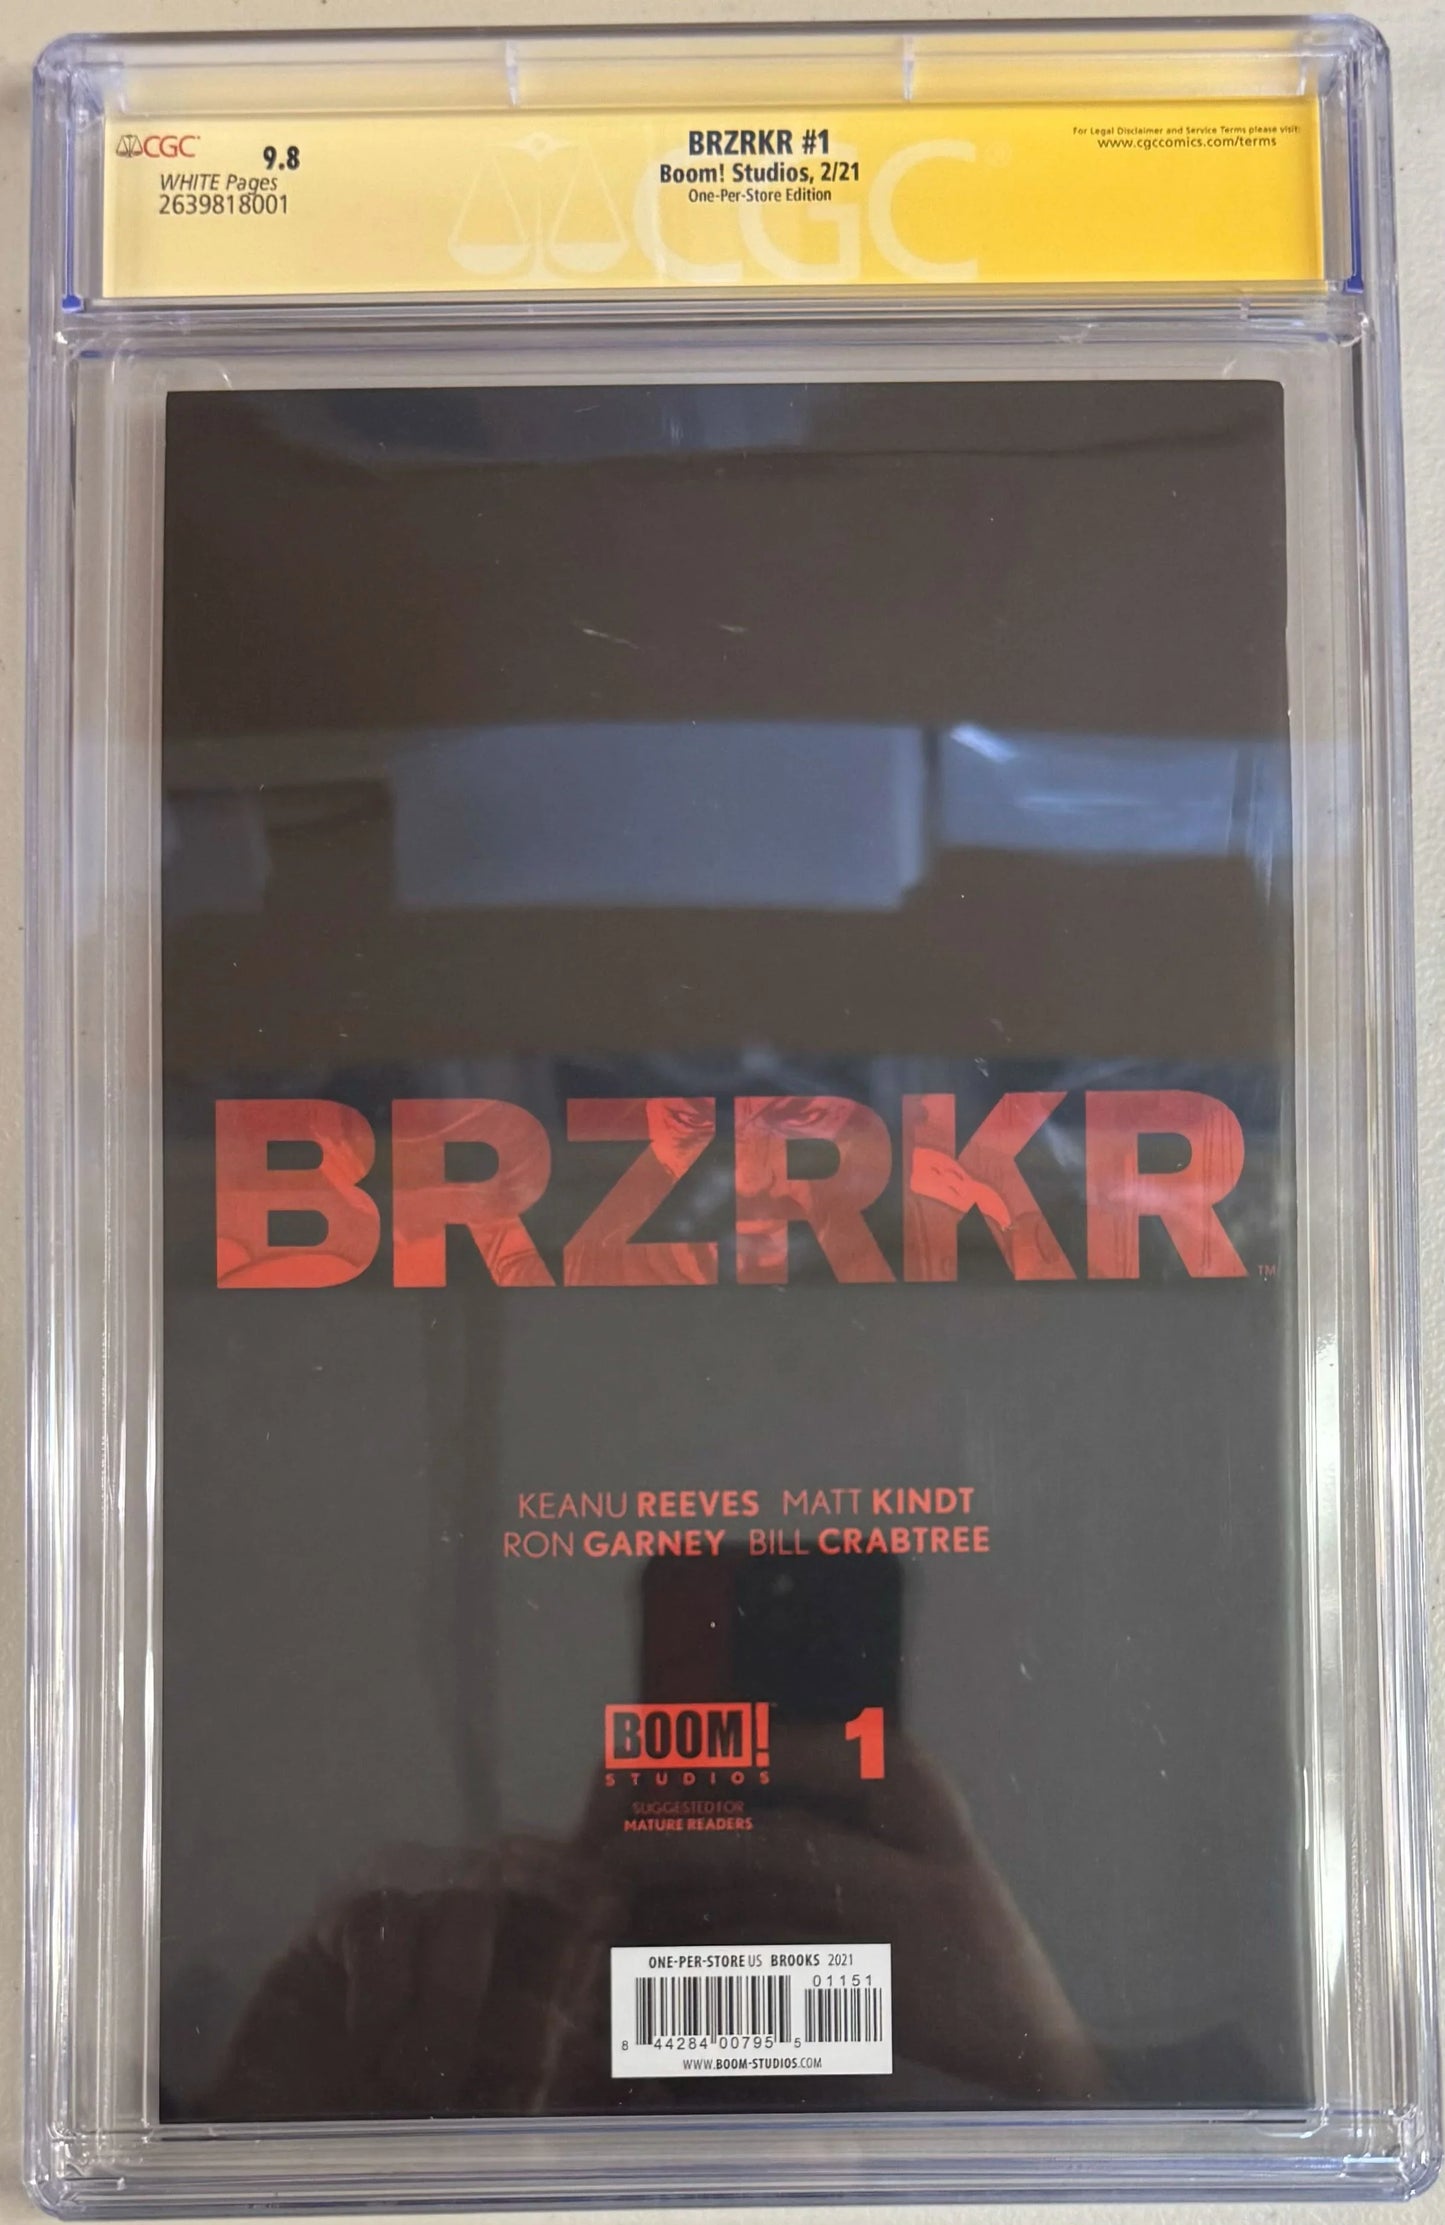 CGC
9.8
WHITE Pages
2639818001
BRZRKR #1
Boom! Studios, 2/21
One-Per-Store Edition
For Legal Disclaimer and Service Terms please visit:
www.cgccomics.com/terms
CGC
BRZRKR™
KEANU REEVES MATT KINDT
RON GARNEY BILL CRABTREE
BOOM!
STUDIOS
1
SUGGESTED FOR
MATURE READERS
ONE-PER-STORE US BROOKS 2021
01151
8 44284 00795 5
WWW.BOOM-STUDIOS.COM